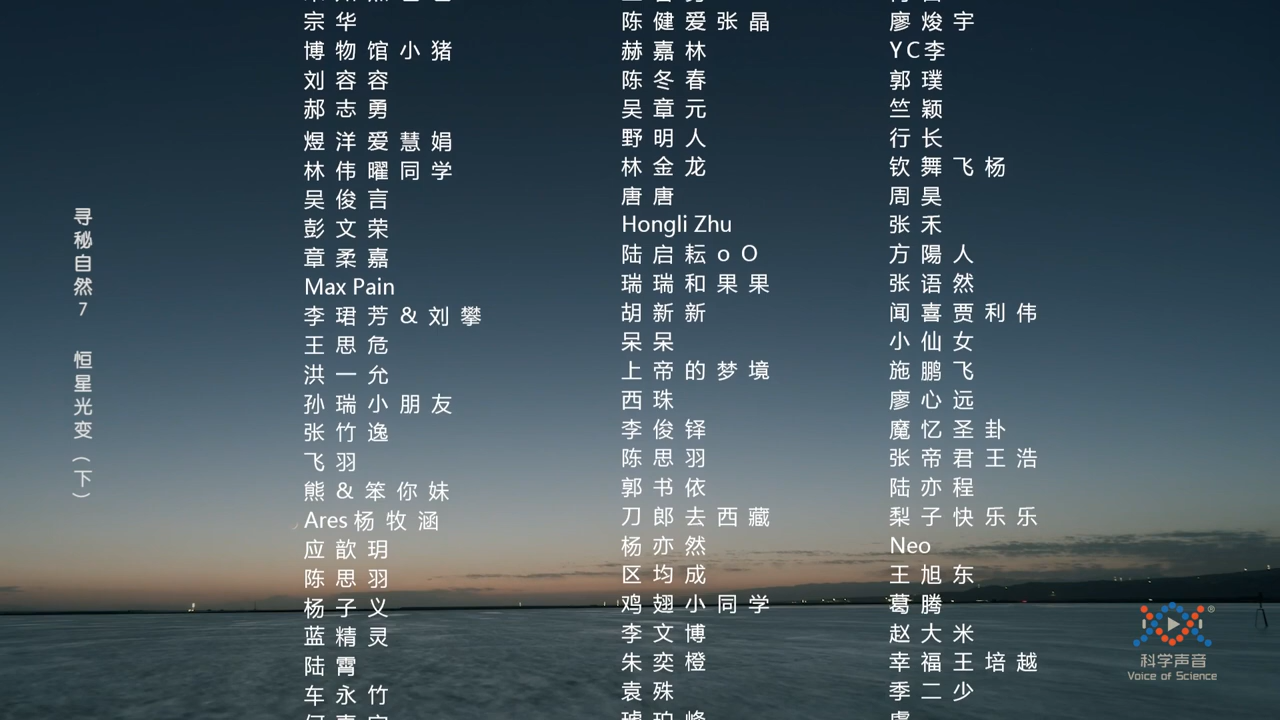 寻秘自然7 恒星光变（下）
宗华
博物馆小猪
刘容容
郝志勇
煜洋爱慧娟
林伟曜同学
吴俊言
彭文荣
章柔嘉
Max Pain
李珺芳&刘攀
王思危
洪一允
孙瑞小朋友
张竹逸
飞羽
熊&笨你妹
Ares杨牧涵
应歆玥
陈思羽
杨子义
蓝精灵
陆霄
车永竹
陈健爱张晶
赫嘉林
陈冬春
吴章元
野明人
林金龙
唐唐
Hongli Zhu
陆启耘oO
瑞瑞和果果
胡新新
呆呆
上帝的梦境
西珠
李俊铎
陈思羽
郭书依
刀郎去西藏
杨亦然
区均成
鸡翅小同学
李文博
朱奕橙
袁殊
廖焌宇
YC李
郭璞
竺颖
行长
钦舞飞杨
周昊
张禾
方陽人
张语然
闻喜贾利伟
小仙女
施鹏飞
廖心远
魔忆圣卦
张帝君王浩
陆亦程
梨子快乐乐
Neo
王旭东
葛腾
赵大米
幸福王培越
季二少
科学声音
Voice of Science
®